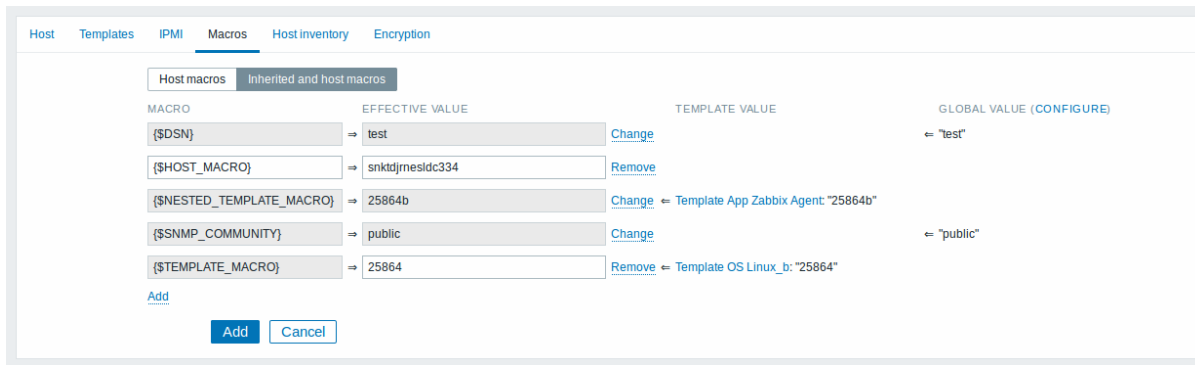 Host Templates IPMI Macros Host inventory Encryption
Host macros Inherited and host macros
MACRO EFFECTIVE VALUE TEMPLATE VALUE GLOBAL VALUE (CONFIGURE)
{$DSN} ⇒ test Change ⇐ "test"
{$HOST_MACRO} ⇒ snktdjrnesldc334 Remove
{$NESTED_TEMPLATE_MACRO} ⇒ 25864b Change ⇐ Template App Zabbix Agent: "25864b"
{$SNMP_COMMUNITY} ⇒ public Change ⇐ "public"
{$TEMPLATE_MACRO} ⇒ 25864 Remove ⇐ Template OS Linux_b: "25864"
Add
Add Cancel